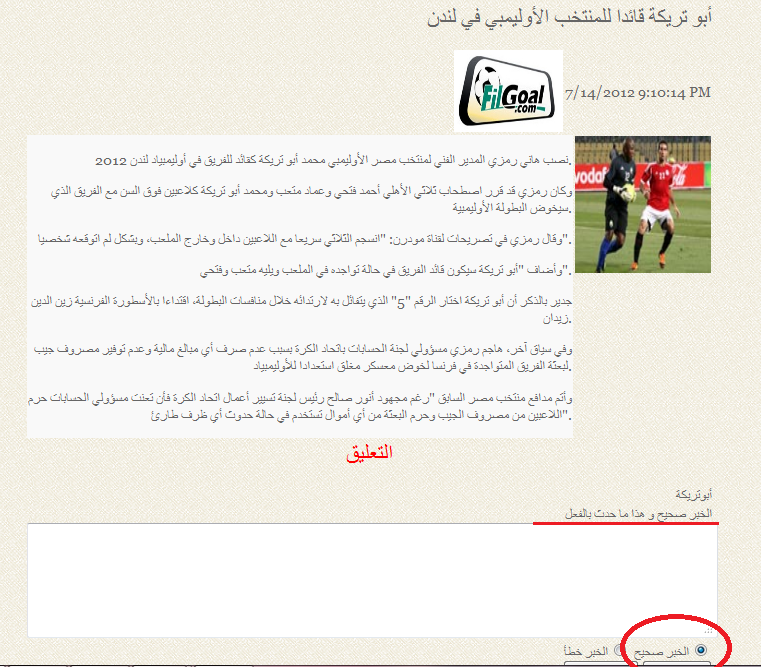 أبو تريكة قائدا للمنتخب الأوليمبي في لندن
FilGoal
.com
7/14/2012 9:10:14 PM
vodaf
.نصب هاني رمزي المدير الفني لمنتخب مصر الأوليمبي محمد أبو تريكة كقائد للفريق في أوليمبياد لندن 2012
وكان رمزي قد قرر اصطحاب ثلاثي الأهلي أحمد فتحي وعماد متعب ومحمد أبو تريكة كلاعبين فوق السن مع الفريق الذي
.سيخوض البطولة الأوليمبية
."وقال رمزي في تصريحات لقناة مودرن: "انسجم الثلاثي سريعا مع اللاعبين داخل وخارج الملعب، وبشكل لم اتوقعه شخصيا
."وأضاف "أبو تريكة سيكون قائد الفريق في حالة تواجده في الملعب ويليه متعب وفتحي
جدير بالذكر أن أبو تريكة اختار الرقم "5" الذي يتفائل به لارتدائه خلال منافسات البطولة، اقتداءا بالأسطورة الفرنسية زين الدين
.زيدان
وفي سياق آخر، هاجم رمزي مسؤولي لجنة الحسابات باتحاد الكرة بسبب عدم صرف أي مبالغ مالية وعدم توفير مصروف جيب
.لبعثة الفريق المتواجدة في فرنسا لخوض معسكر مغلق استعدادا للأوليمبياد
وأتم مدافع منتخب مصر السابق "رغم مجهود أنور صالح رئيس لجنة تسيير أعمال اتحاد الكرة فأن تعنت مسؤولي الحسابات حرم
."اللاعبين من مصروف الجيب وحرم البعثة من أي أموال تستخدم في حالة حدوث أي ظرف طارئ
التعليق
أبوتريكة
الخبر صحيح و هذا ما حدث بالفعل
الخبر صحيح
الخبر خطأ